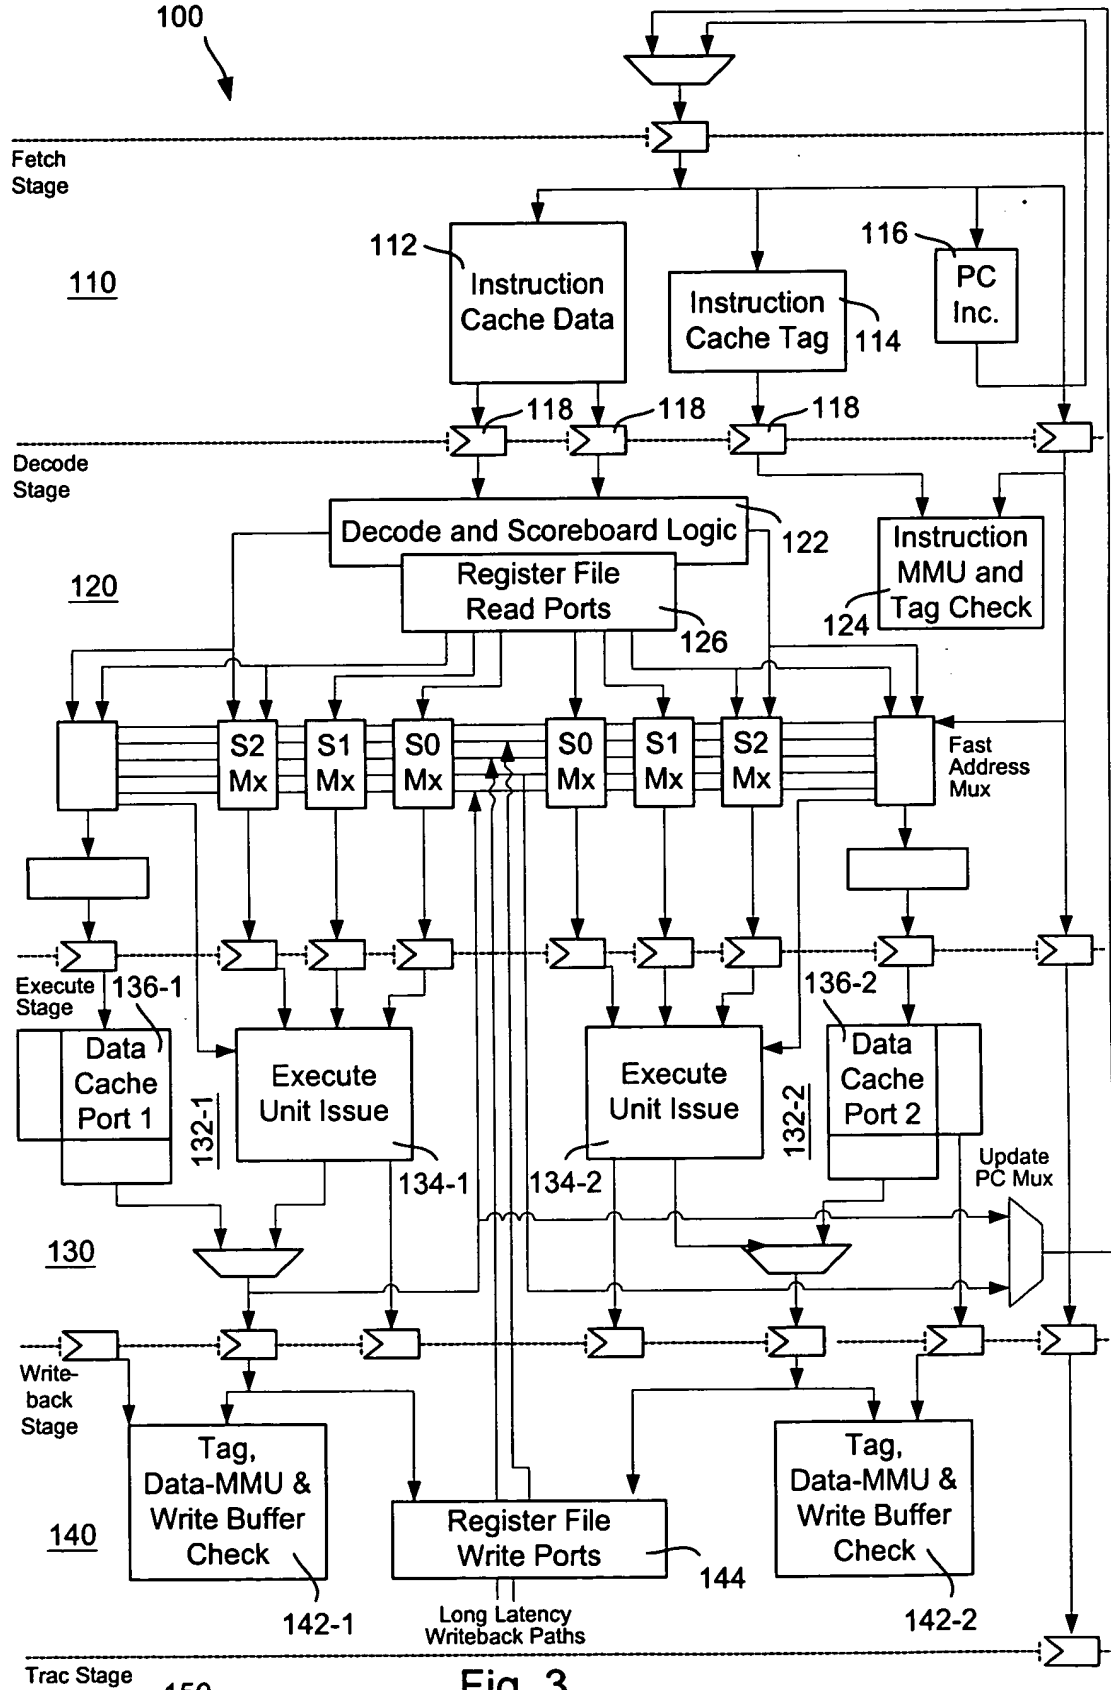 100
Fetch
Stage
112
Instruction
Cache Data
110
Instruction
Cache Tag
114
116
PC
Inc.
118
118
118
Decode
Stage
Decode and Scoreboard Logic
122
Register File
Read Ports
126
120
Instruction
MMU and
Tag Check
124
S2
Mx
S1
Mx
S0
Mx
S0
Mx
S1
Mx
S2
Mx
Fast
Address
Mux
Execute
Stage
136-1
Data
Cache
Port 1
132-1
Execute
Unit Issue
134-1
Execute
Unit Issue
134-2
132-2
136-2
Data
Cache
Port 2
Update
PC Mux
130
Write-
back
Stage
Tag,
Data-MMU &
Write Buffer
Check
142-1
140
Register File
Write Ports
144
Tag,
Data-MMU &
Write Buffer
Check
142-2
Long Latency
Writeback Paths
Trac Stage
150
Fig. 3